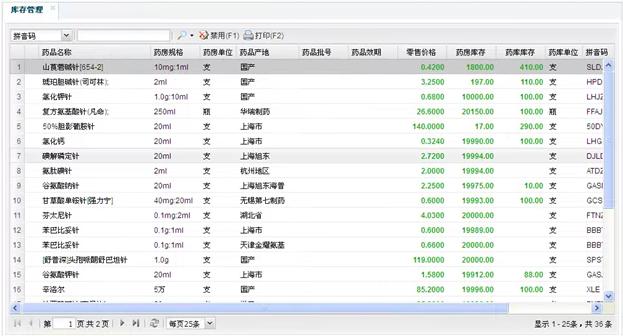 库存管理
拼音码 禁用(F1) 打印(F2)
药品名称 药房规格 药房单位 药品产地 药品批号 药品效期 零售价格 药房库存 药库库存 药库单位 拼音码
1 山莨菪碱针[654-2] 10mg:1ml 支 国产 0.4200 1800.00 410.00 支 SLDJ
2 琥珀胆碱针(司可林); 2ml 支 国产 3.2500 197.00 110.00 支 HPD
3 氯化钾针 1.0g:10ml 支 国产 0.6800 10000.00 100.00 支 LHJZ
4 复方氨基酸针(凡命); 250ml 瓶 华瑞制药 26.6000 20150.00 100.00 瓶 FFAJ
5 50%胆影葡胺针 20ml 支 上海市 140.0000 17.00 290.00 支 50DY
6 氯化钙 20ml 支 上海市 0.3240 19990.00 100.00 支 LHG
7 碘解磷定针 20ml 支 上海旭东 2.7200 19994.00 支 DJLD
8 氨肽碘针 2ml 支 杭州地区 2.0000 19994.00 支 ATDZ
9 谷氨酸钠针 20ml 支 上海旭东海普 2.2500 19975.00 10.00 支 GAS
10 甘草酸单铵针[强力宁] 40mg:20ml 支 无锡第七制药 0.6000 19993.00 100.00 支 GCS
11 芬太尼针 0.1mg:2ml 支 湖北省 4.0300 20000.00 支 FTNZ
12 苯巴比妥针 0.1g:1ml 支 上海市 0.6000 19989.00 支 BBBT
13 苯巴比妥针 0.1g:1ml 支 天津金耀氨基 0.6600 20000.00 支 BBBT
14 [舒普深]头孢哌酮舒巴坦针 1.0g 支 国产 119.0000 20000.00 支 SPS
15 谷氨酸钾针 20ml 支 上海市 1.5800 19912.00 88.00 支 GAS
16 辛洛尔 5万 支 国产 85.2000 19996.00 100.00 支 XLE
第 1 页共 2 页 每页25条 显示 1 - 25条，共 36 条